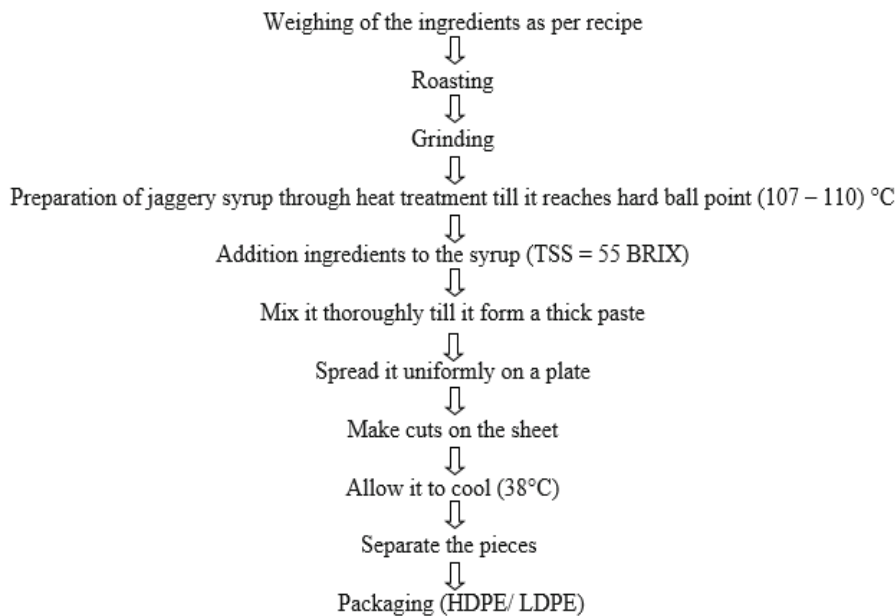 Weighing of the ingredients as per recipe
Roasting
Grinding
Preparation of jaggery syrup through heat treatment till it reaches hard ball point (107 – 110) °C
Addition ingredients to the syrup (TSS = 55 BRIX)
Mix it thoroughly till it form a thick paste
Spread it uniformly on a plate
Make cuts on the sheet
Allow it to cool (38°C)
Separate the pieces
Packaging (HDPE/ LDPE)